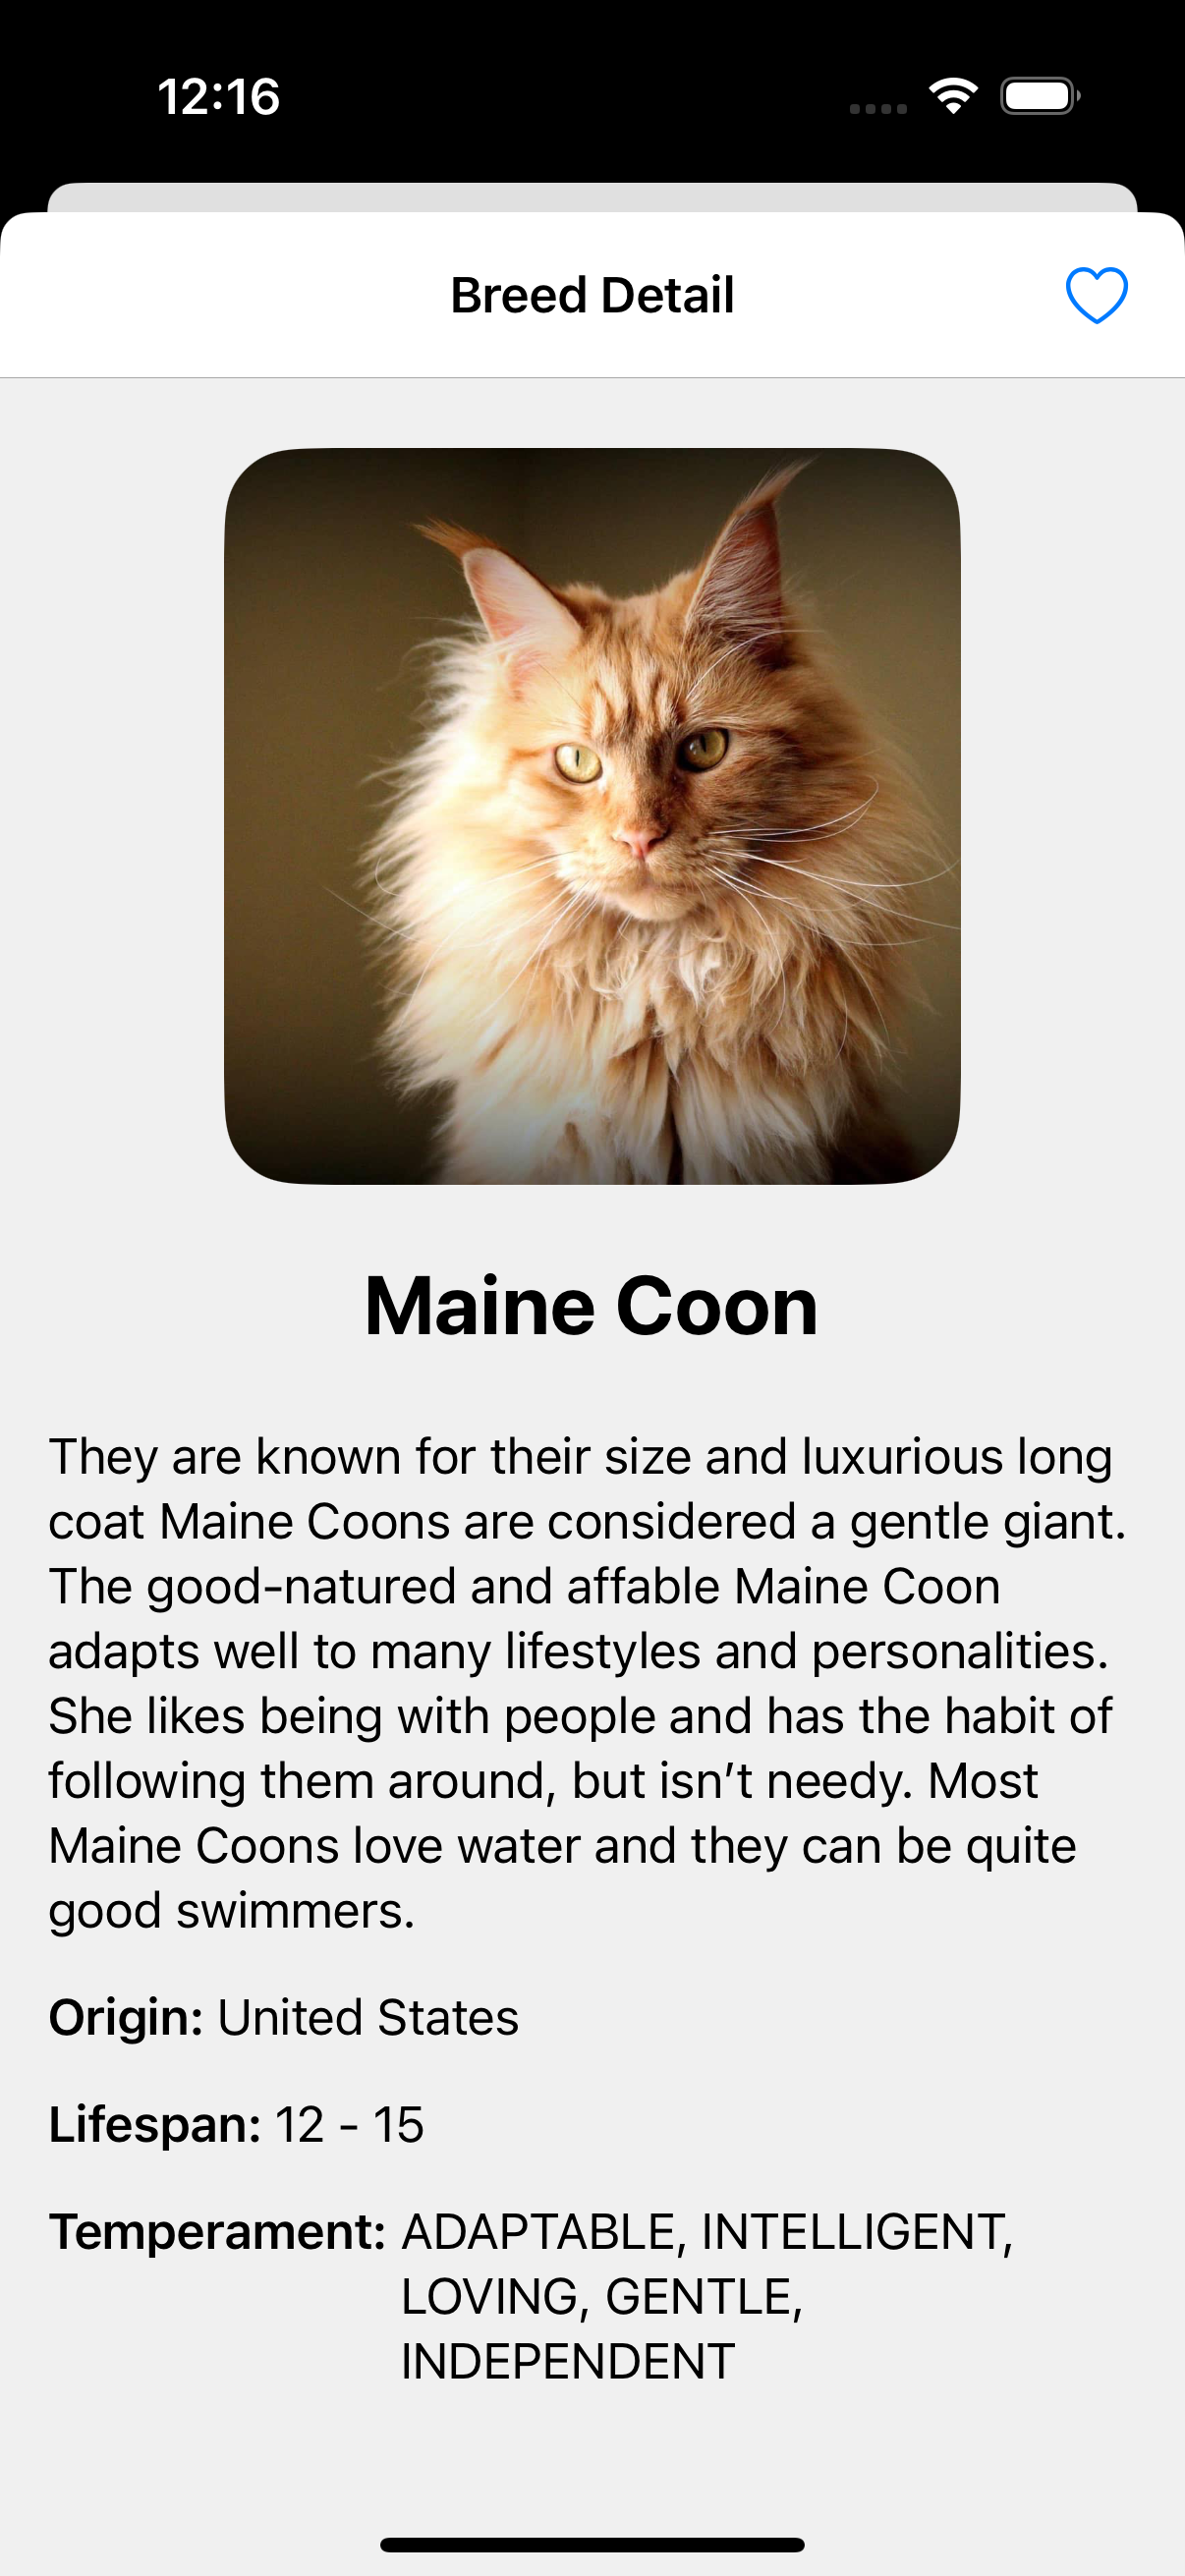 12:16
Breed Detail
Maine Coon
They are known for their size and luxurious long
coat Maine Coons are considered a gentle giant.
The good-natured and affable Maine Coon
adapts well to many lifestyles and personalities.
She likes being with people and has the habit of
following them around, but isn’t needy. Most
Maine Coons love water and they can be quite
good swimmers.
Origin: United States
Lifespan: 12 - 15
Temperament: ADAPTABLE, INTELLIGENT,
LOVING, GENTLE,
INDEPENDENT